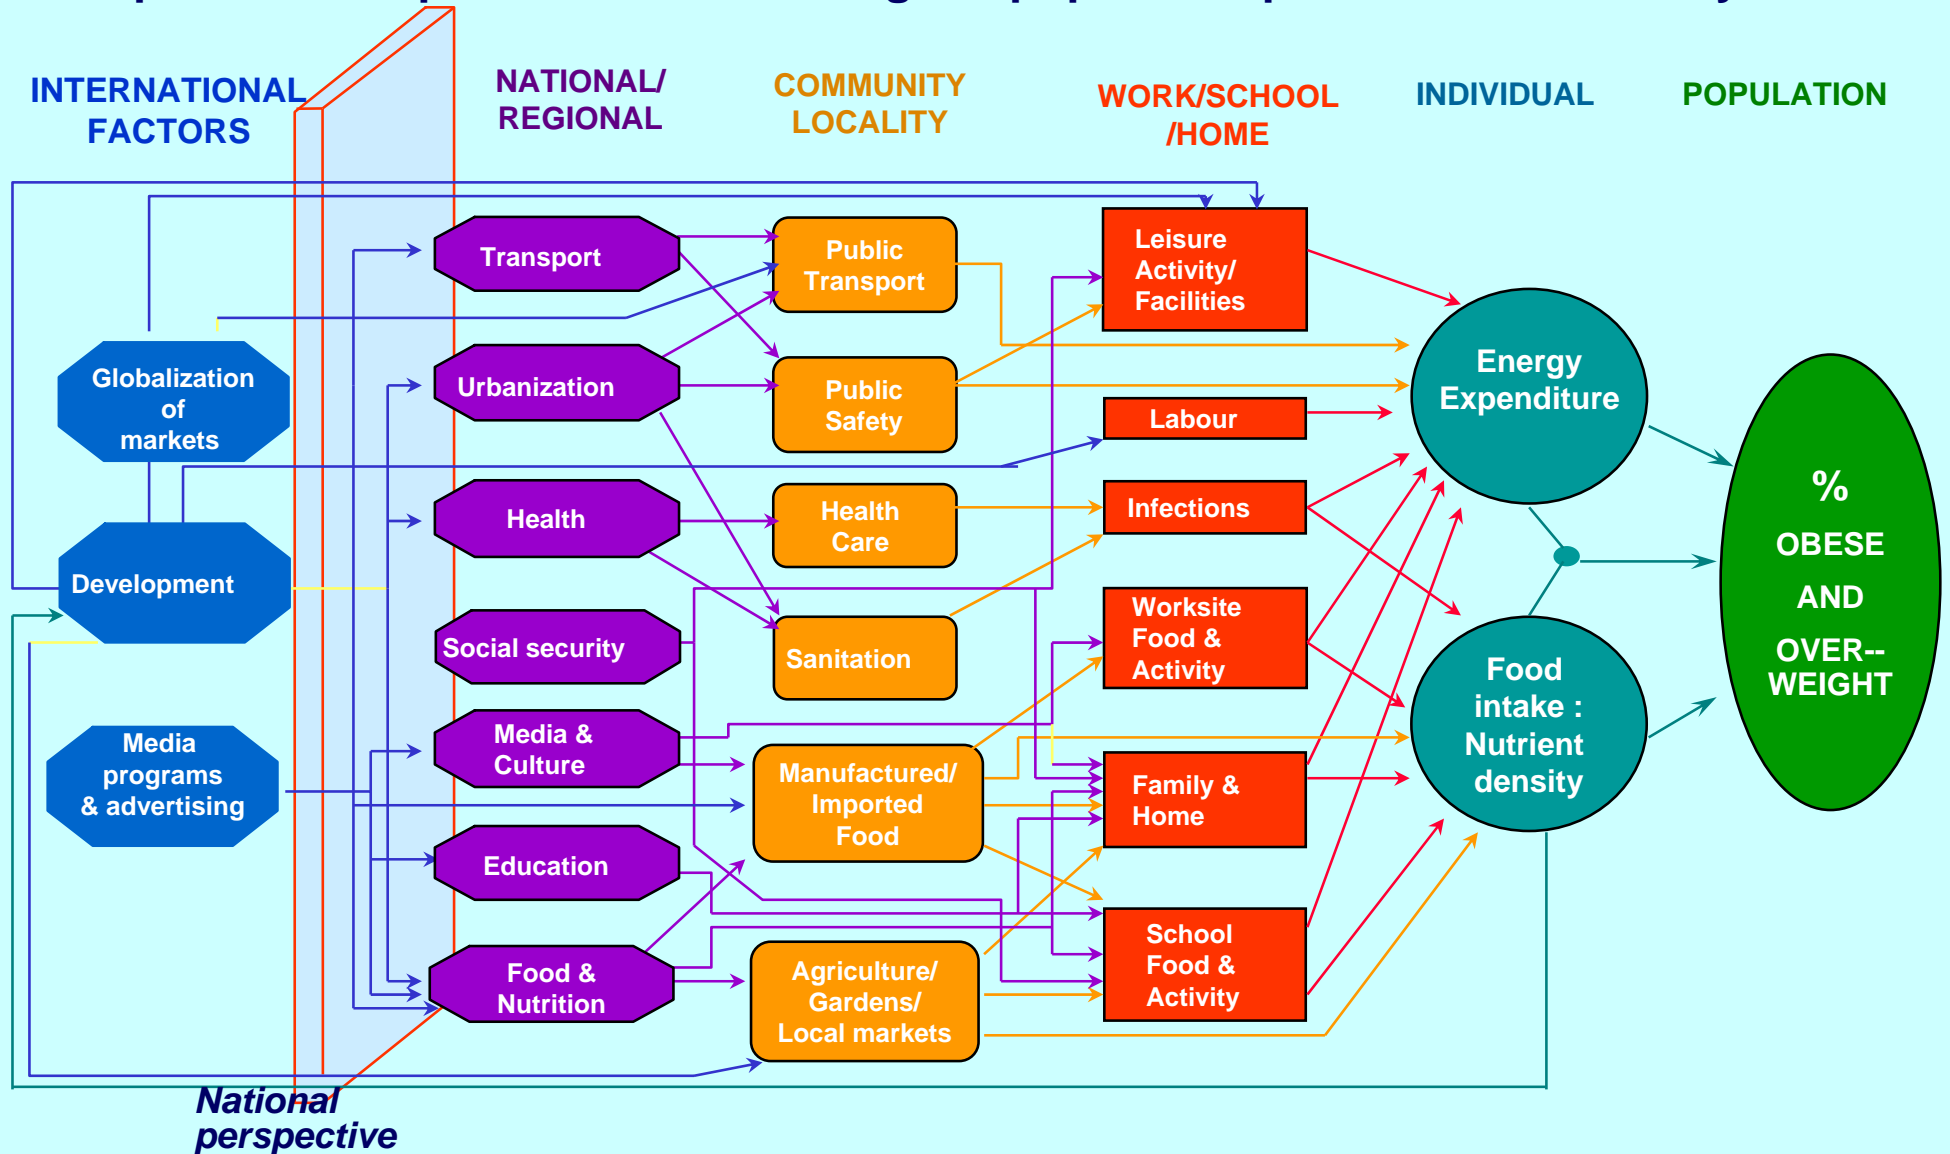 INTERNATIONAL
FACTORS
NATIONAL/
REGIONAL
COMMUNITY
LOCALITY
WORK/SCHOOL
/HOME
INDIVIDUAL
POPULATION
Globalization
of
markets
Development
Media
programs
& advertising
Transport
Urbanization
Health
Social security
Media &
Culture
Education
Food &
Nutrition
Public
Transport
Public
Safety
Health
Care
Sanitation
Manufactured/
Imported
Food
Agriculture/
Gardens/
Local markets
Leisure
Activity/
Facilities
Labour
Infections
Worksite
Food &
Activity
Family &
Home
School
Food &
Activity
Energy
Expenditure
Food
intake :
Nutrient
density
%
OBESE
AND
OVER--
WEIGHT
National
perspective